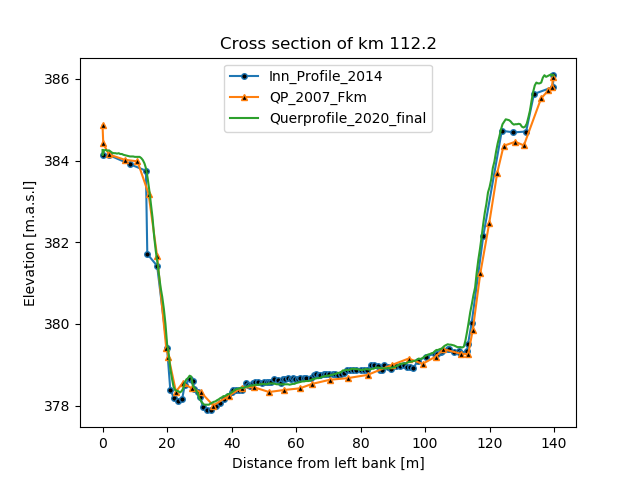 Cross section of km 112.2
Inn_Profile_2014
QP_2007_Fkm
Querprofile_2020_final
Elevation [m.a.s.l]
386
384
382
380
378
0 20 40 60 80 100 120 140
Distance from left bank [m]